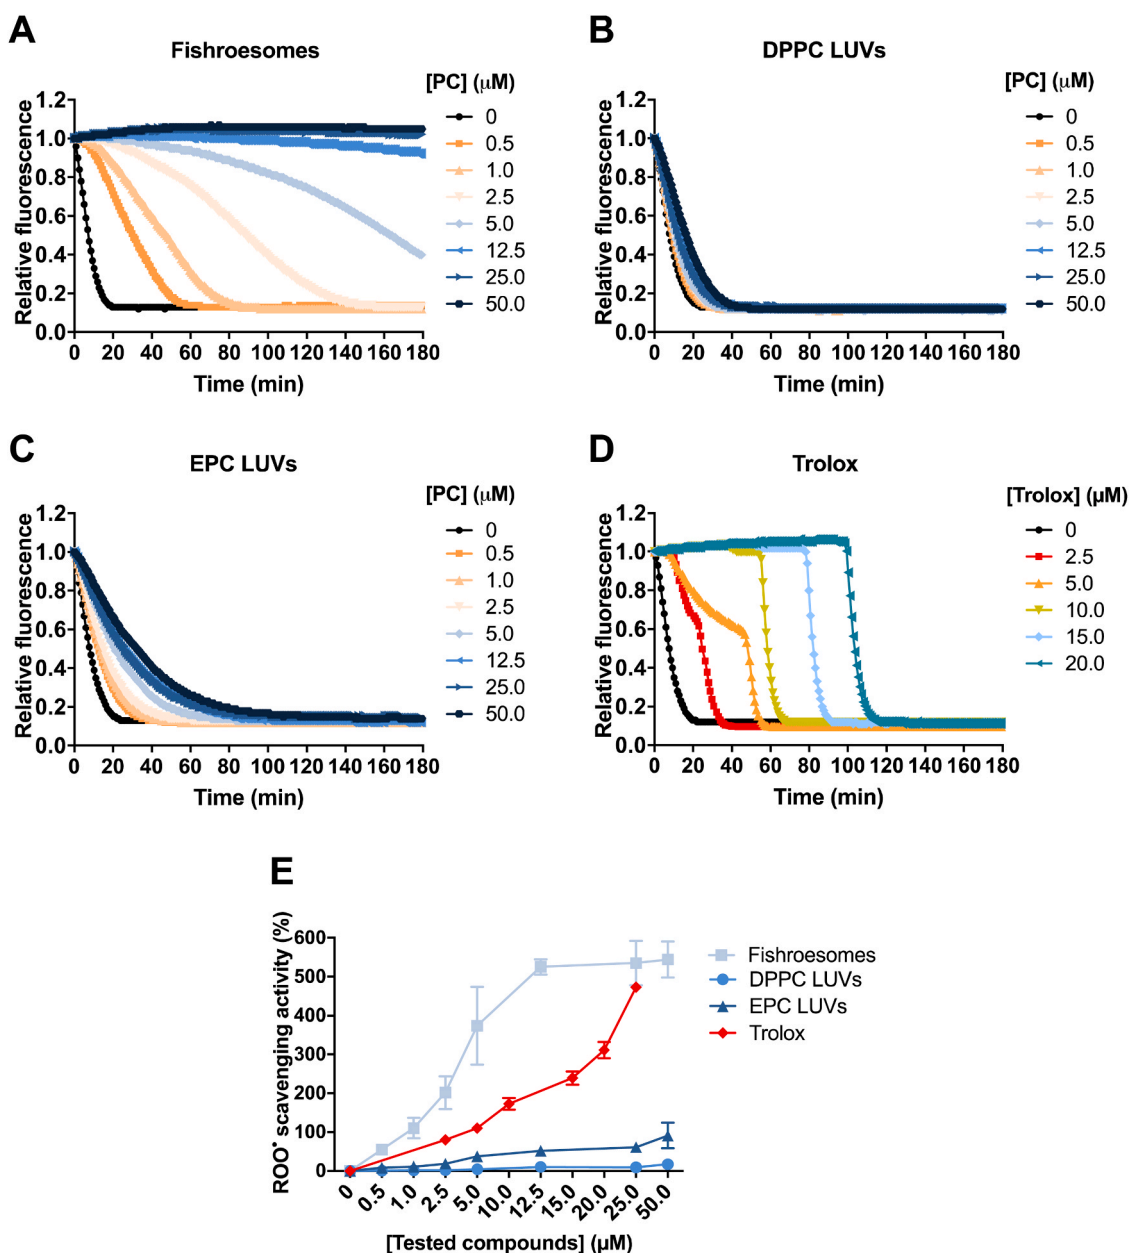 A
Fishroesomes
[PC] (μM)
Relative fluorescence
1.2
1.0
0.8
0.6
0.4
0.2
0.0
0 20 40 60 80 100 120 140 160 180
Time (min)
0
0.5
1.0
2.5
5.0
12.5
25.0
50.0
B
DPPC LUVs
[PC] (μM)
Relative fluorescence
1.2
1.0
0.8
0.6
0.4
0.2
0.0
0 20 40 60 80 100 120 140 160 180
Time (min)
0
0.5
1.0
2.5
5.0
12.5
25.0
50.0
C
EPC LUVs
[PC] (μM)
Relative fluorescence
1.2
1.0
0.8
0.6
0.4
0.2
0.0
0 20 40 60 80 100 120 140 160 180
Time (min)
0
0.5
1.0
2.5
5.0
12.5
25.0
50.0
D
Trolox
[Trolox] (μM)
Relative fluorescence
1.2
1.0
0.8
0.6
0.4
0.2
0.0
0 20 40 60 80 100 120 140 160 180
Time (min)
0
2.5
5.0
10.0
15.0
20.0
E
ROO• scavenging activity (%)
600
500
400
300
200
100
0
0 0.5 1.0 2.5 5.0 10.0 12.5 15.0 20.0 25.0 50.0
[Tested compounds] (μM)
Fishroesomes
DPPC LUVs
EPC LUVs
Trolox